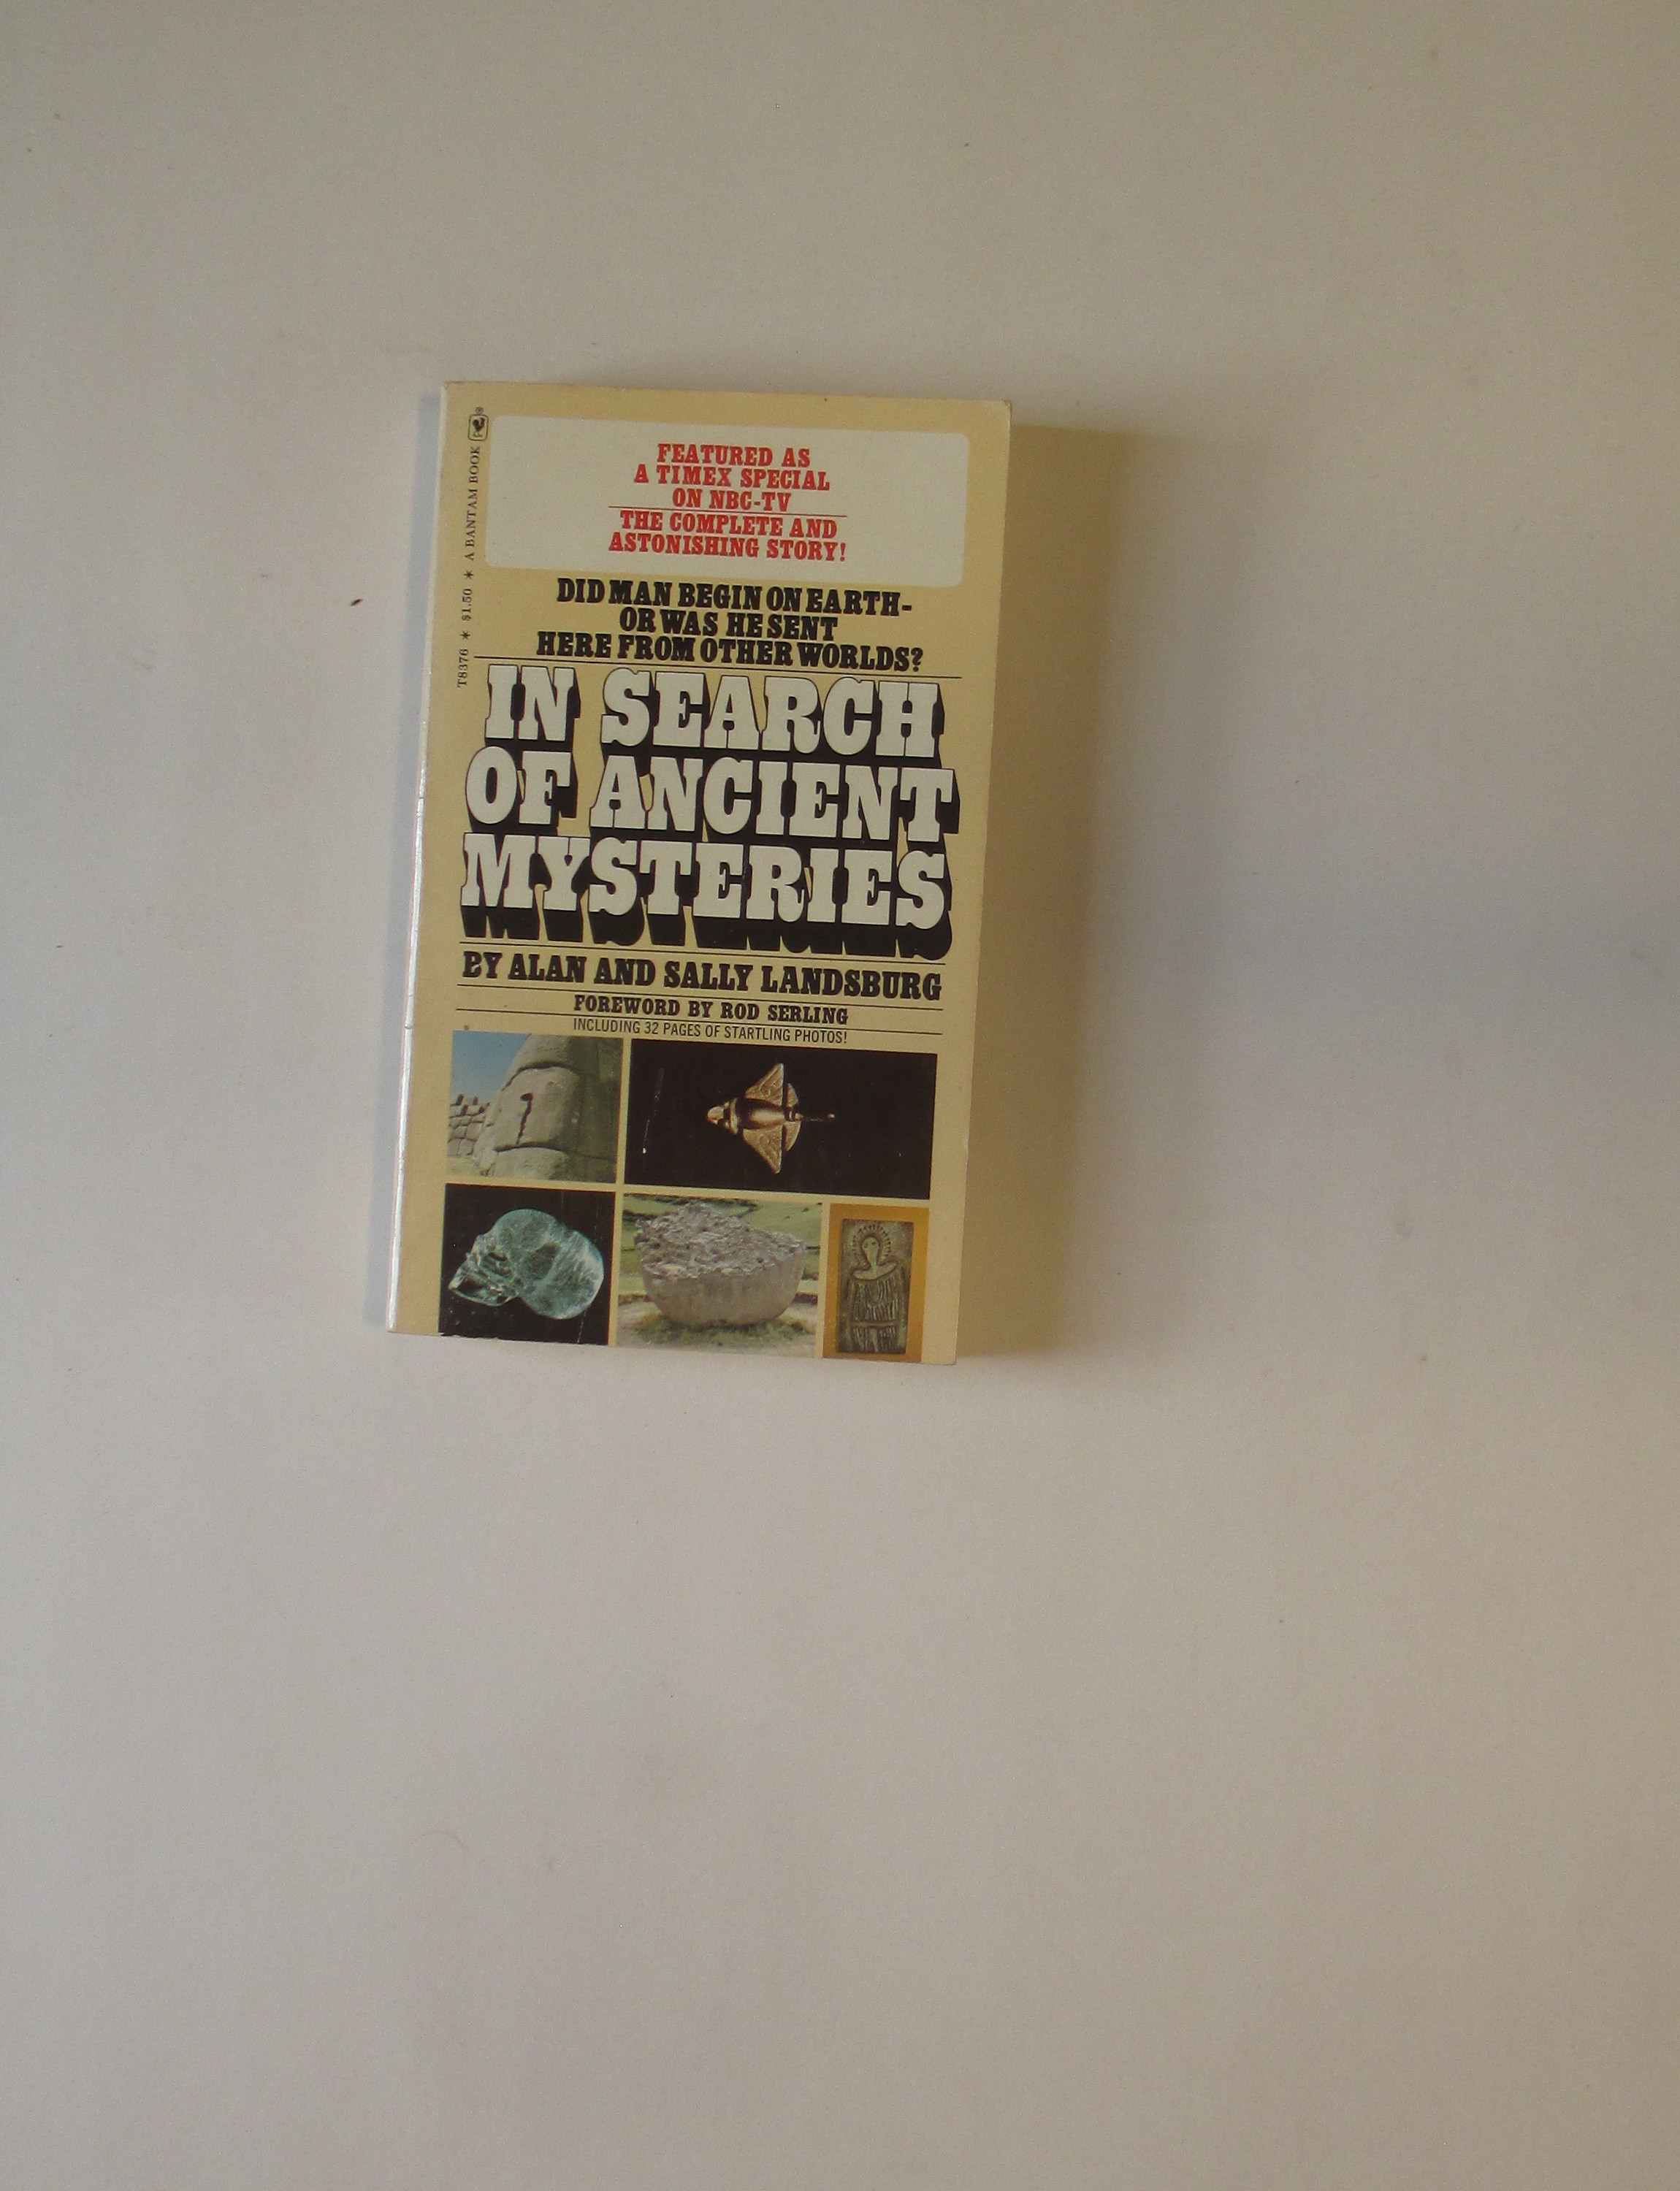 T8376 * $1.50 * A BANTAM BOOK ®
FEATURED AS
A TIMEX SPECIAL
ON NBC-TV
THE COMPLETE AND
ASTONISHING STORY!
DID MAN BEGIN ON EARTH-
OR WAS HE SENT
HERE FROM OTHER WORLDS?
IN SEARCH
OF ANCIENT
MYSTERIES
BY ALAN AND SALLY LANDSBURG
FOREWORD BY ROD SERLING
INCLUDING 32 PAGES OF STARTLING PHOTOS!